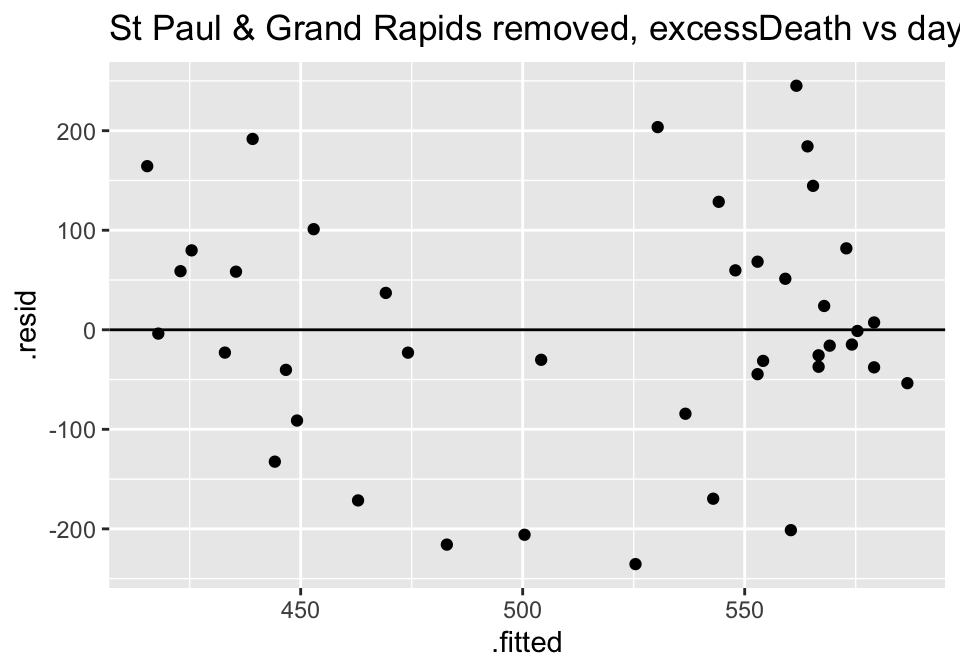 St Paul & Grand Rapids removed, excessDeath vs day
.resid
200
100
0
-100
-200
450 500 550
.fitted